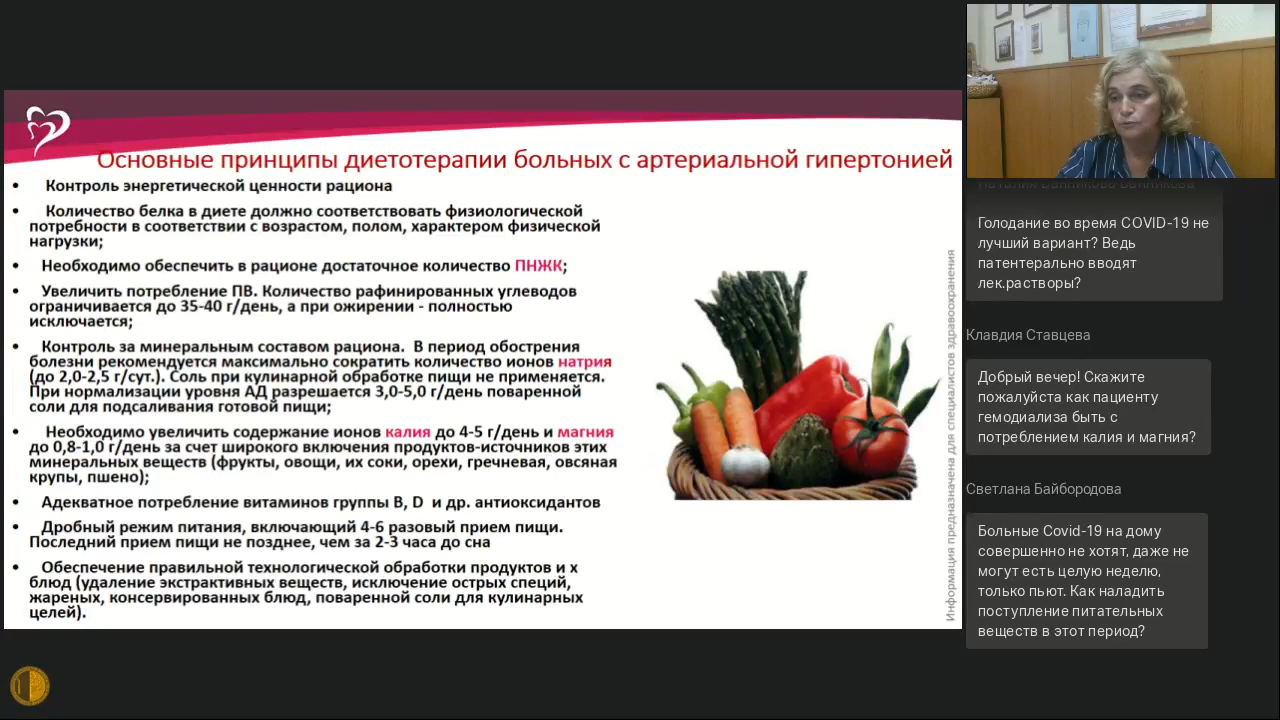 Основные принципы диетотерапии больных с артериальной гипертонией
• Контроль энергетической ценности рациона
• Количество белка в диете должно соответствовать физиологической
потребности в соответствии с возрастом, полом, характером физической
нагрузки;
• Необходимо обеспечить в рационе достаточное количество ПНЖК;
• Увеличить потребление ПВ. Количество рафинированных углеводов
ограничивается до 35-40 г/день, а при ожирении - полностью
исключается;
• Контроль за минеральным составом рациона. В период обострения
болезни рекомендуется максимально сократить количество ионов натрия
(до 2,0-2,5 г/сут.). Соль при кулинарной обработке пищи не применяется.
При нормализации уровня АД разрешается 3,0-5,0 г/день поваренной
соли для подсаливания готовой пищи;
• Необходимо увеличить содержание ионов калия до 4-5 г/день и магния
до 0,8-1,0 г/день за счет широкого включения продуктов-источников этих
минеральных веществ (фрукты, овощи, их соки, орехи, гречневая, овсяная
крупы, пшено);
• Адекватное потребление витаминов группы В, D и др. антиоксидантов
• Дробный режим питания, включающий 4-6 разовый прием пищи.
Последний прием пищи не позднее, чем за 2-3 часа до сна
• Обеспечение правильной технологической обработки продуктов и х
блюд (удаление экстрактивных веществ, исключение острых специй,
жареных, консервированных блюд, поваренной соли для кулинарных
целей).
Информация предназначена для специалистов здравоохранения
Наталия Банникова Банникова
Голодание во время COVID-19 не
лучший вариант? Ведь
патентерально вводят
лек.растворы?
Клавдия Ставцева
Добрый вечер! Скажите
пожалуйста как пациенту
гемодиализа быть с
потреблением калия и магния?
Светлана Байбородова
Больные Covid-19 на дому
совершенно не хотят, даже не
могут есть целую неделю,
только пьют. Как наладить
поступление питательных
веществ в этот период?